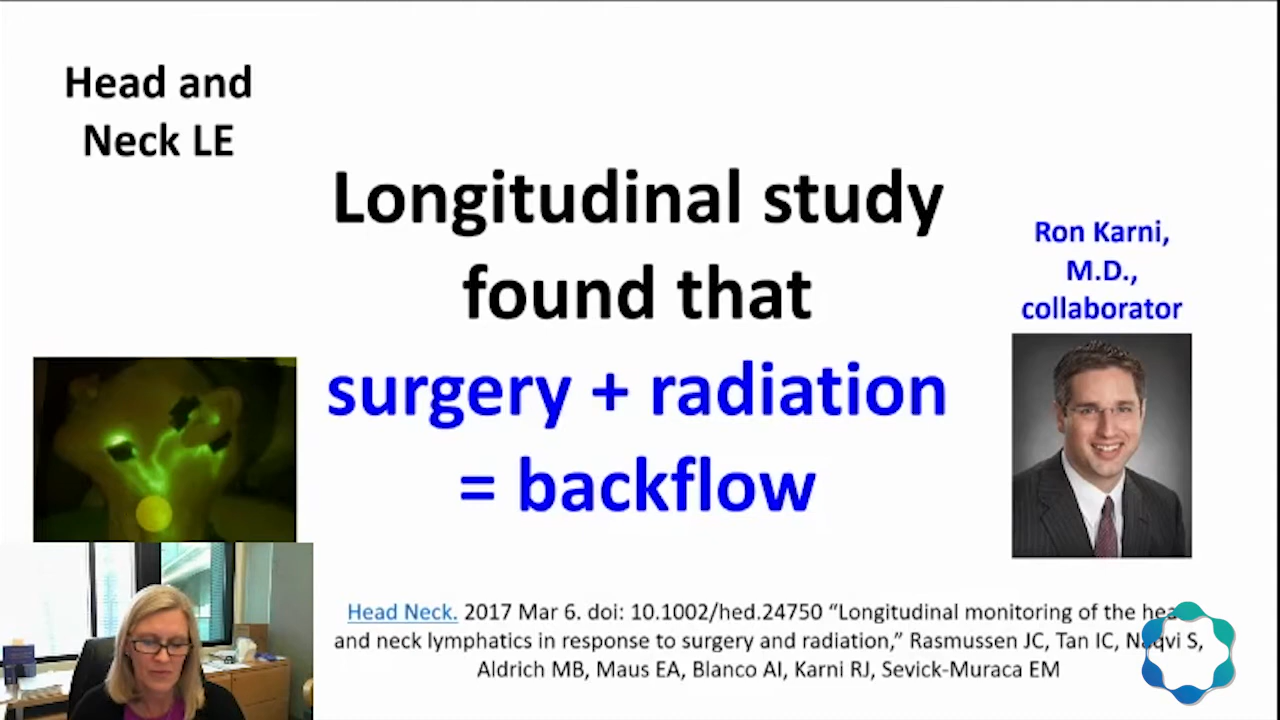 Head and
Neck LE
Longitudinal study
found that
surgery + radiation
= backflow
Ron Karni,
M.D.,
collaborator
Head Neck. 2017 Mar 6. doi: 10.1002/hed.24750 “Longitudinal monitoring of the head
and neck lymphatics in response to surgery and radiation,” Rasmussen JC, Tan IC, Naqvi S,
Aldrich MB, Maus EA, Blanco AI, Karni RJ, Sevick-Muraca EM